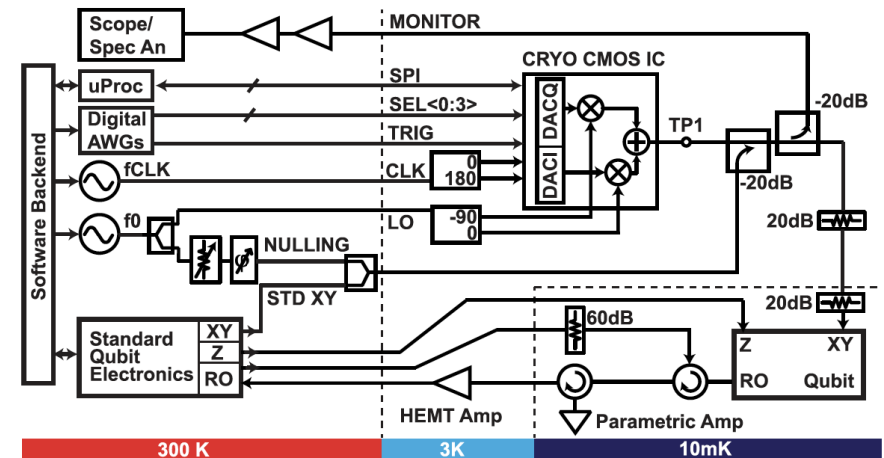 Scope/
Spec An
MONITOR
CRYO CMOS IC
uProc
SPI
SEL<0:3>
Digital
AWGs
TRIG
DACQ
DACI
TP1
-20dB
-20dB
fCLK
CLK
0
180
f0
LO
-90
0
NULLING
φ
STD XY
20dB
20dB
Software Backend
Standard
Qubit
Electronics
XY
Z
RO
60dB
Z
XY
RO
Qubit
HEMT Amp
Parametric Amp
300 K
3K
10mK